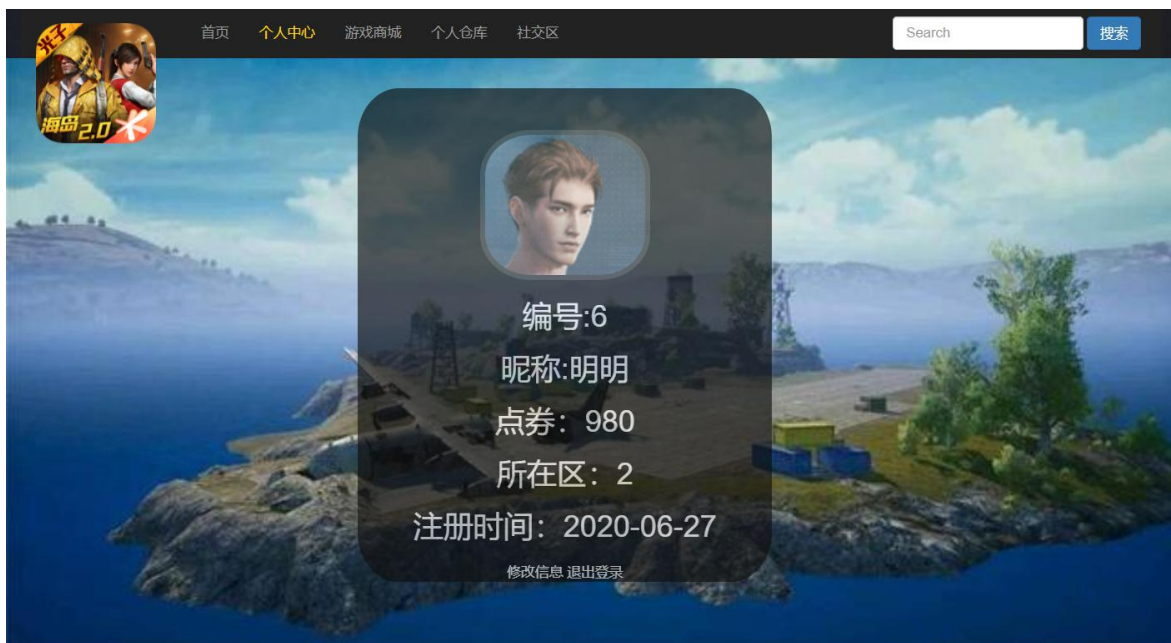 首页 个人中心 游戏商城 个人仓库 社交区 Search 搜索
光子
海岛2.0
编号:6
昵称:明明
点券：980
所在区：2
注册时间：2020-06-27
修改信息 退出登录